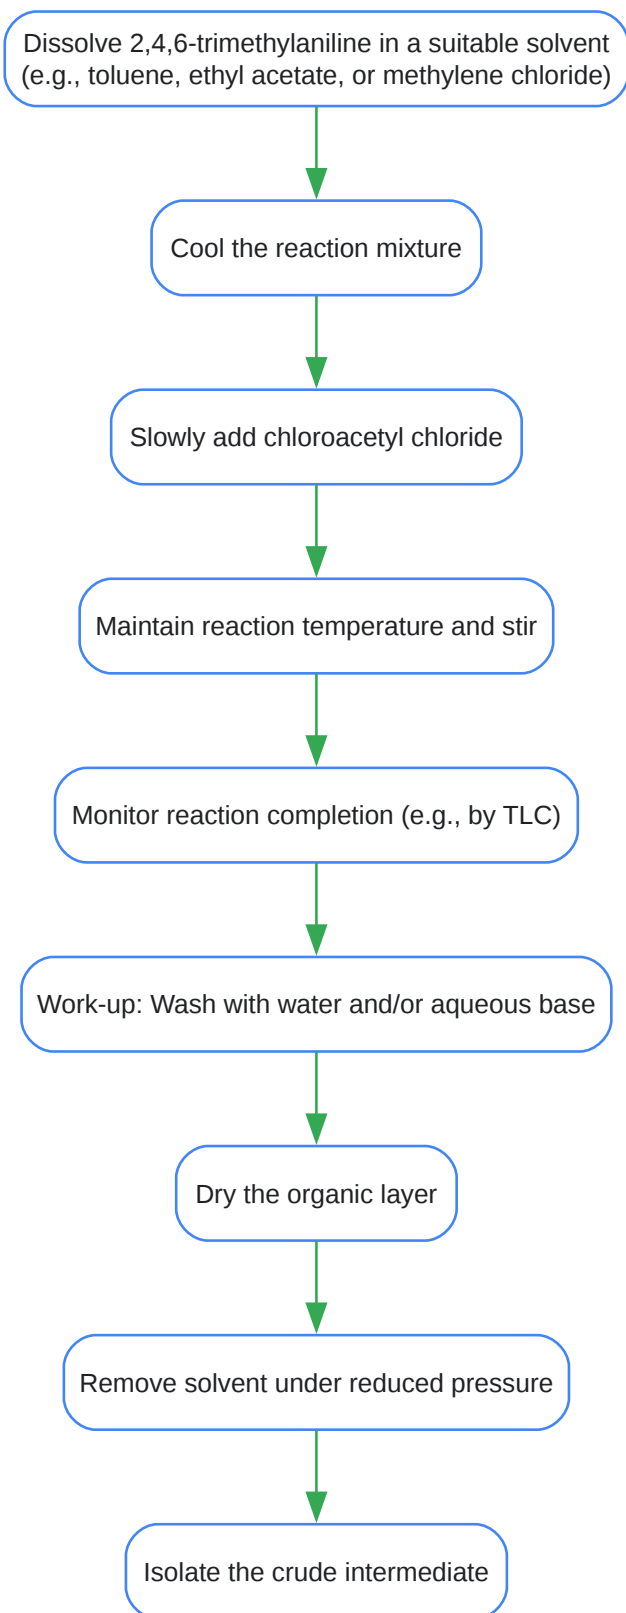 Dissolve 2,4,6-trimethylaniline in a suitable solvent
(e.g., toluene, ethyl acetate, or methylene chloride)
Cool the reaction mixture
Slowly add chloroacetyl chloride
Maintain reaction temperature and stir
Monitor reaction completion (e.g., by TLC)
Work-up: Wash with water and/or aqueous base
Dry the organic layer
Remove solvent under reduced pressure
Isolate the crude intermediate